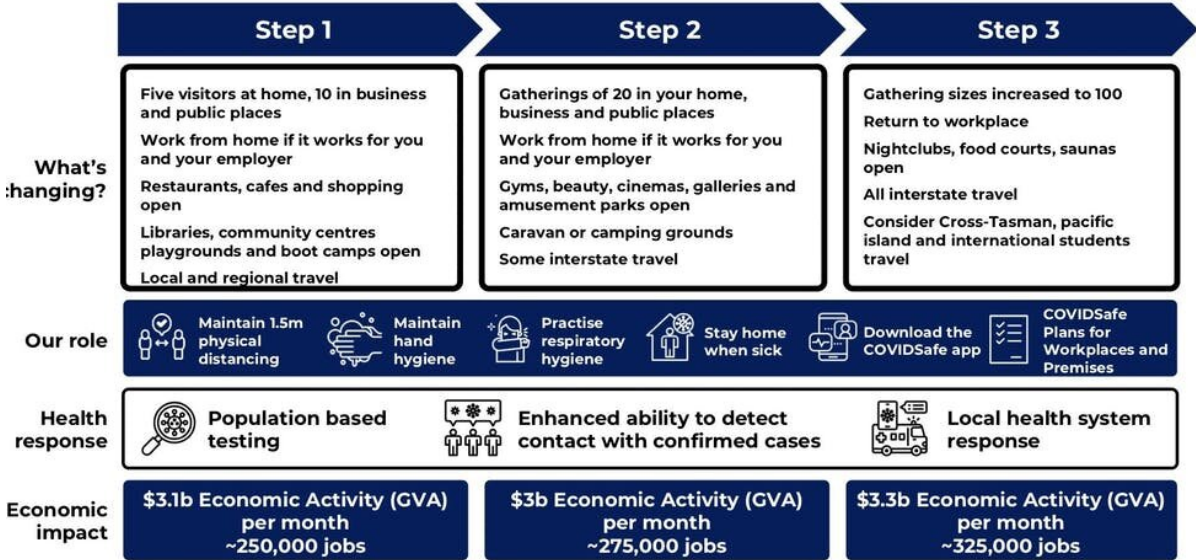 Step 1
Step 2
Step 3
What's
hanging?
Five visitors at home, 10 in business
and public places
Work from home if it works for you
and your employer
Restaurants, cafes and shopping
open
Libraries, community centres
playgrounds and boot camps open
Local and regional travel
Gatherings of 20 in your home,
business and public places
Work from home if it works for you
and your employer
Gyms, beauty, cinemas, galleries and
amusement parks open
Caravan or camping grounds
Some interstate travel
Gathering sizes increased to 100
Return to workplace
Nightclubs, food courts, saunas
open
All interstate travel
Consider Cross-Tasman, pacific
island and international students
travel
Our role
Maintain 1.5m
physical
distancing
Maintain
hand
hygiene
Practise
respiratory
hygiene
Stay home
when sick
Download the
COVIDSafe app
COVIDSafe
Plans for
Workplaces and
Premises
Health
response
Population based
testing
Enhanced ability to detect
contact with confirmed cases
Local health system
response
Economic
impact
$3.1b Economic Activity (GVA)
per month
~250,000 jobs
$3b Economic Activity (GVA)
per month
~275,000 jobs
$3.3b Economic Activity (GVA)
per month
~325,000 jobs